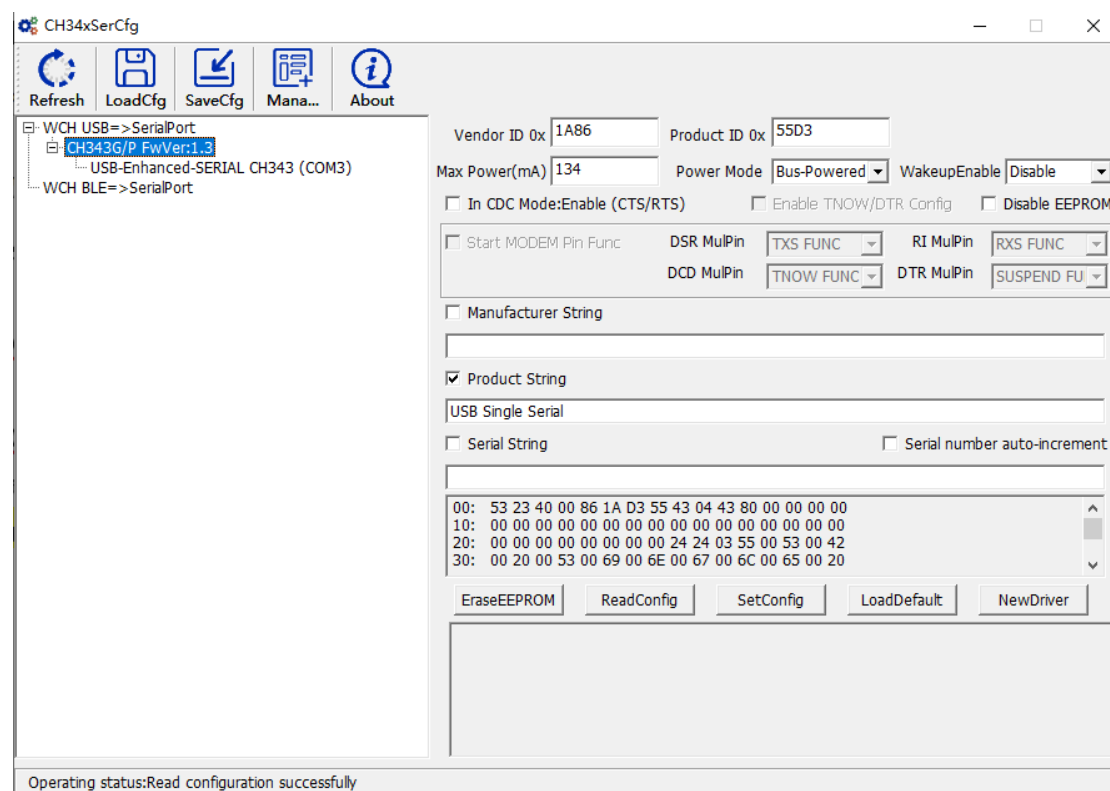 CH34xSerCfg
Refresh LoadCfg SaveCfg Mana... About
WCH USB=>SerialPort
CH343G/P FwVer:1.3
USB-Enhanced-SERIAL CH343 (COM3)
WCH BLE=>SerialPort
Vendor ID 0x 1A86 Product ID 0x 55D3
Max Power(mA) 134 Power Mode Bus-Powered WakeupEnable Disable
In CDC Mode:Enable (CTS/RTS) Enable TNOW/DTR Config Disable EEPROM
Start MODEM Pin Func DSR MulPin TXS FUNC RI MulPin RXS FUNC
DCD MulPin TNOW FUNC DTR MulPin SUSPEND FU
Manufacturer String
Product String
USB Single Serial
Serial String Serial number auto-increment
00: 53 23 40 00 86 1A D3 55 43 04 43 80 00 00 00 00
10: 00 00 00 00 00 00 00 00 00 00 00 00 00 00 00 00
20: 00 00 00 00 00 00 00 00 24 24 03 55 00 53 00 42
30: 00 20 00 53 00 69 00 6E 00 67 00 6C 00 65 00 20
EraseEEPROM ReadConfig SetConfig LoadDefault NewDriver
Operating status:Read configuration successfully